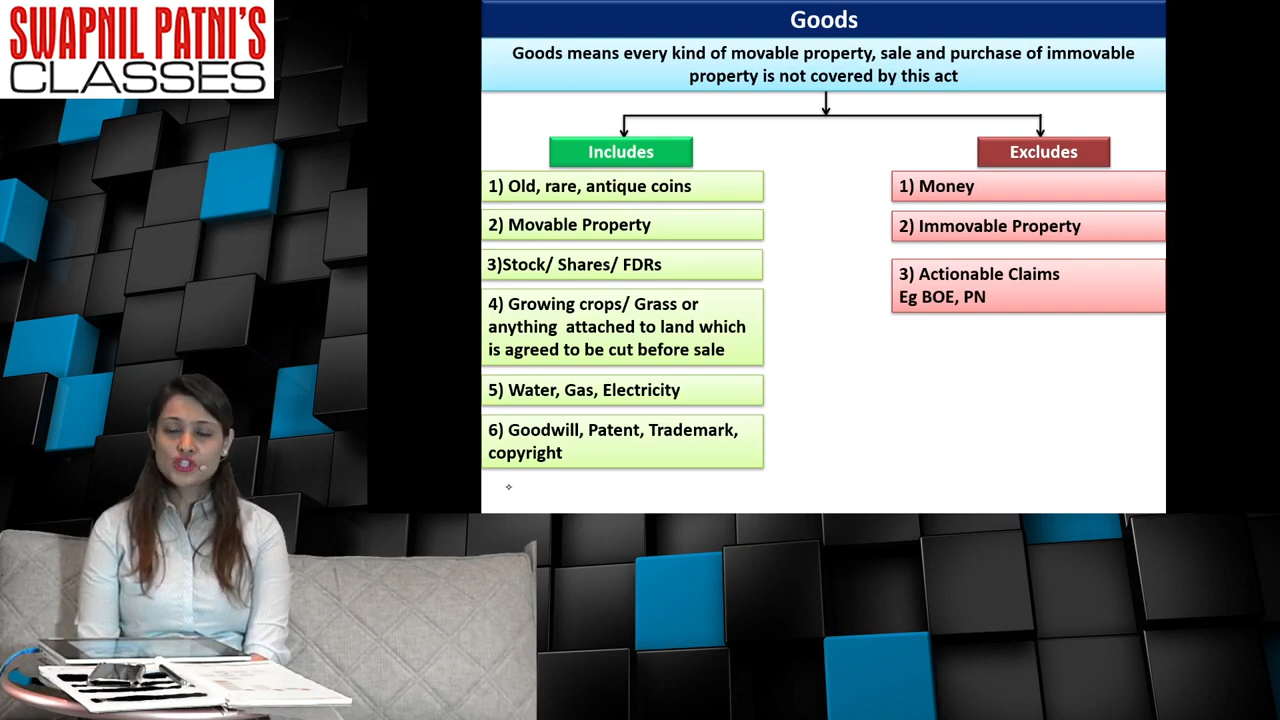 SWAPNIL PATNI'S
CLASSES
Goods
Goods means every kind of movable property, sale and purchase of immovable
property is not covered by this act
Includes
Excludes
1) Old, rare, antique coins
2) Movable Property
3)Stock/ Shares/ FDRs
4) Growing crops/ Grass or
anything attached to land which
is agreed to be cut before sale
5) Water, Gas, Electricity
6) Goodwill, Patent, Trademark,
copyright
1) Money
2) Immovable Property
3) Actionable Claims
Eg BOE, PN